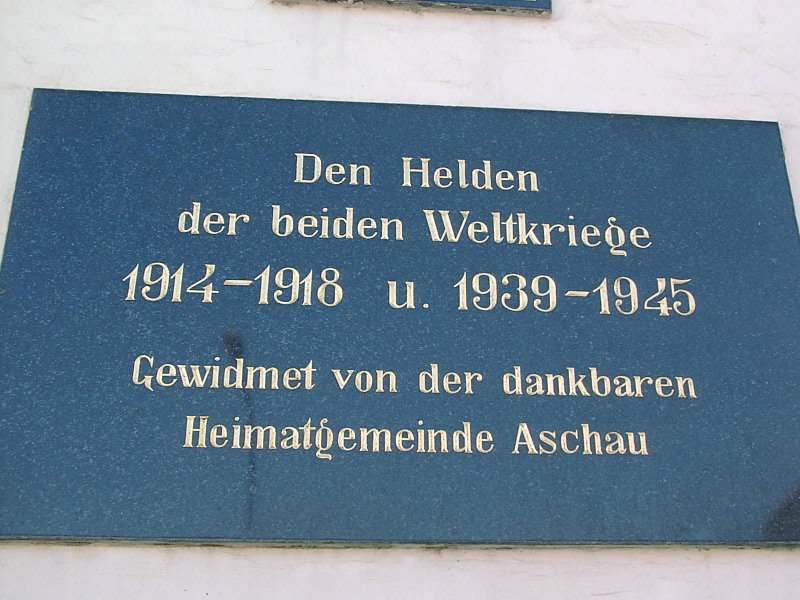 Den Helden
der beiden Weltkriege
1914-1918 u. 1939-1945
Gewidmet von der dankbaren
Heimatgemeinde Aschau